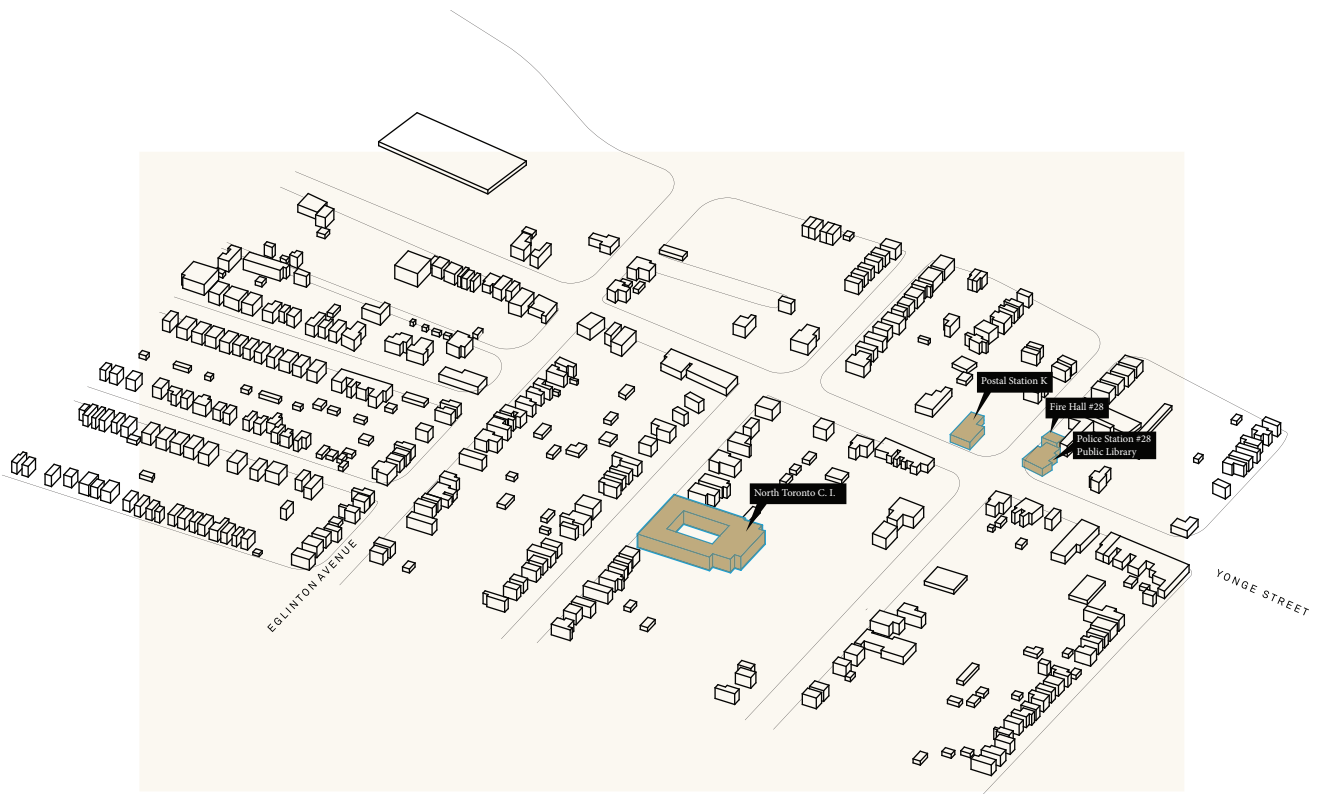 Postal Station K
Fire Hall #28
Police Station #28
Public Library
North Toronto C. I.
EGLINTON AVENUE
YONGE STREET